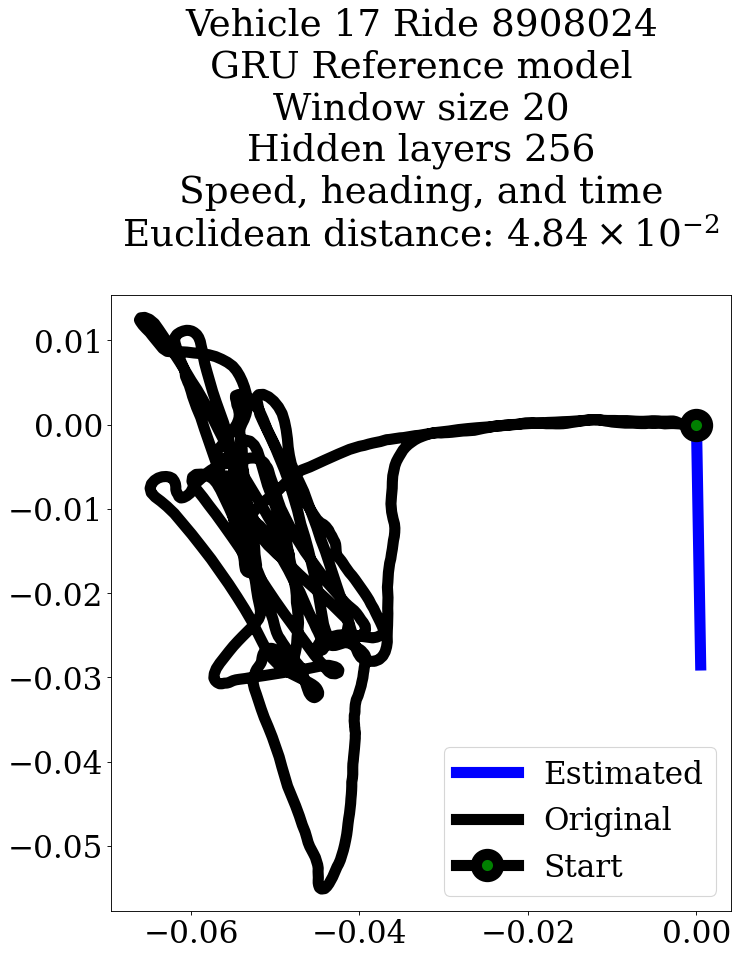 Vehicle 17 Ride 8908024
GRU Reference model
Window size 20
Hidden layers 256
Speed, heading, and time
Euclidean distance: 4.84 × 10⁻²
0.01
0.00
−0.01
−0.02
−0.03
−0.04
−0.05
Estimated
Original
Start
−0.06 −0.04 −0.02 0.00